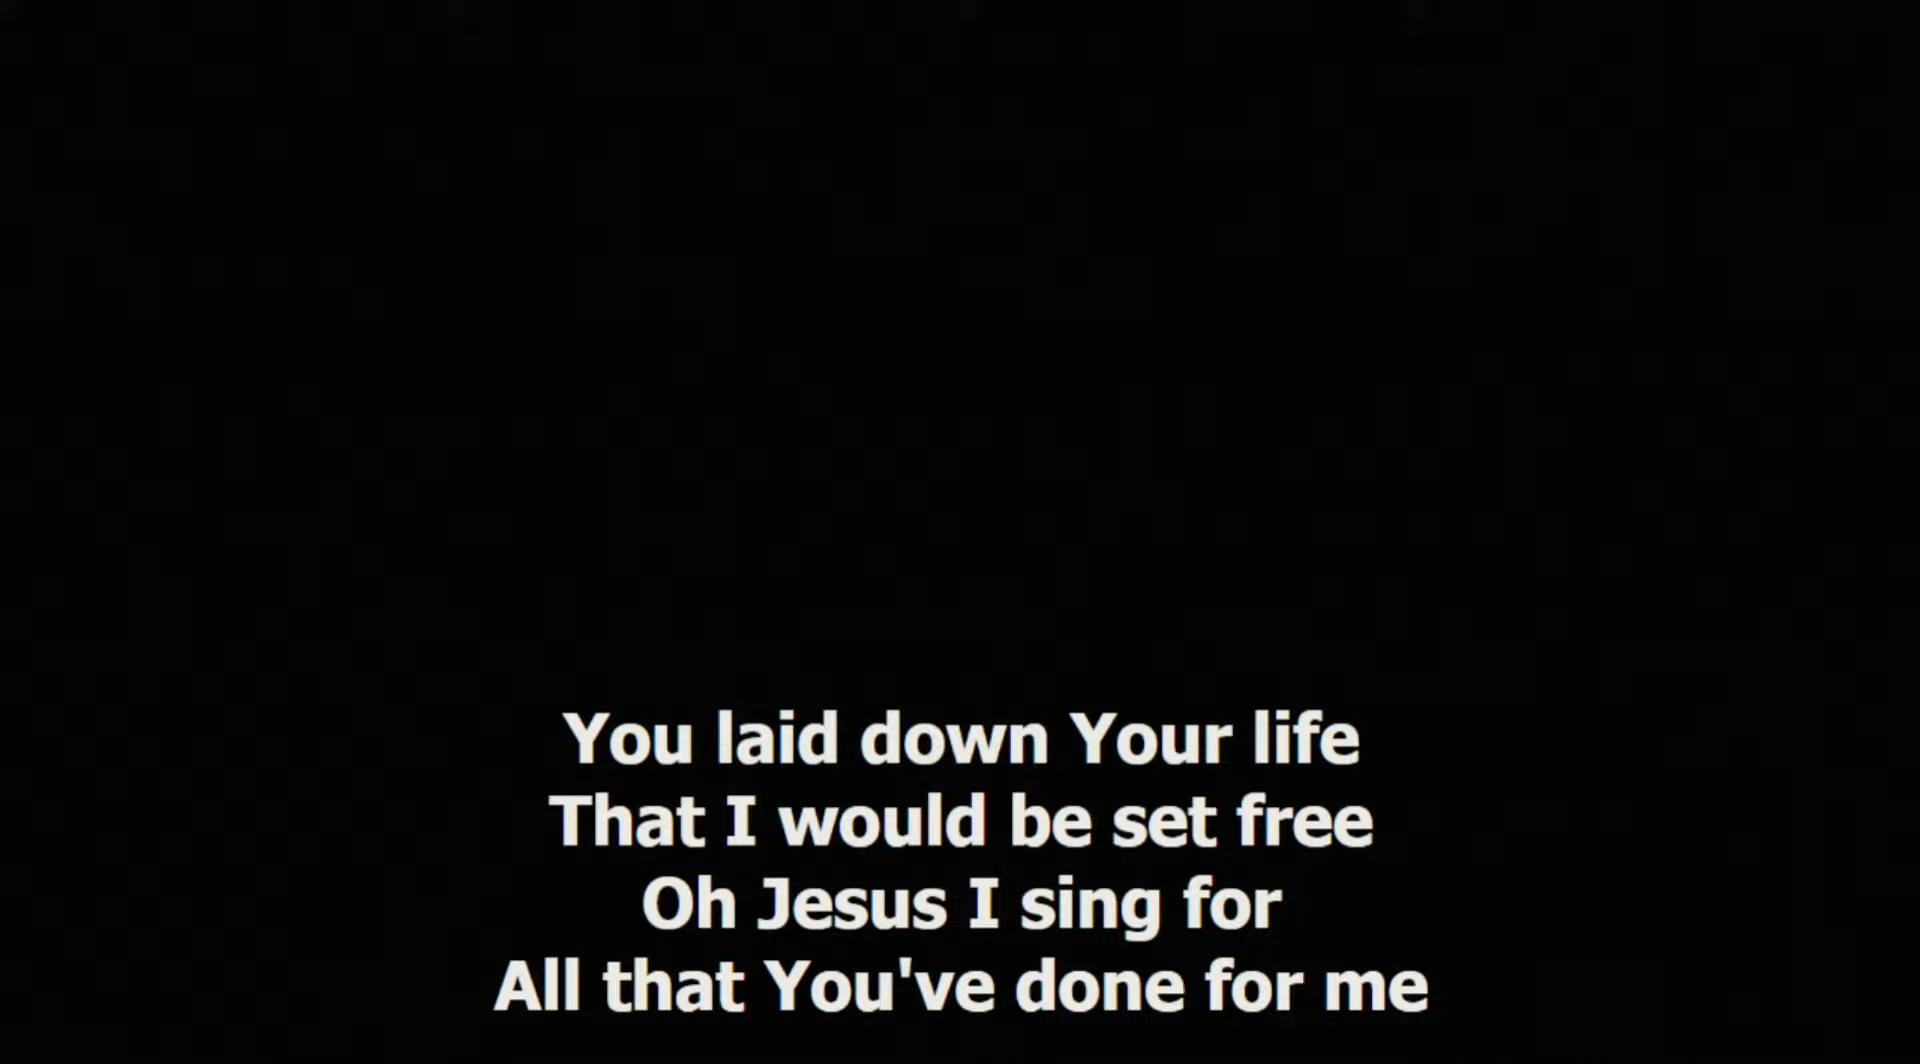 You laid down Your life
That I would be set free
Oh Jesus I sing for
All that You've done for me